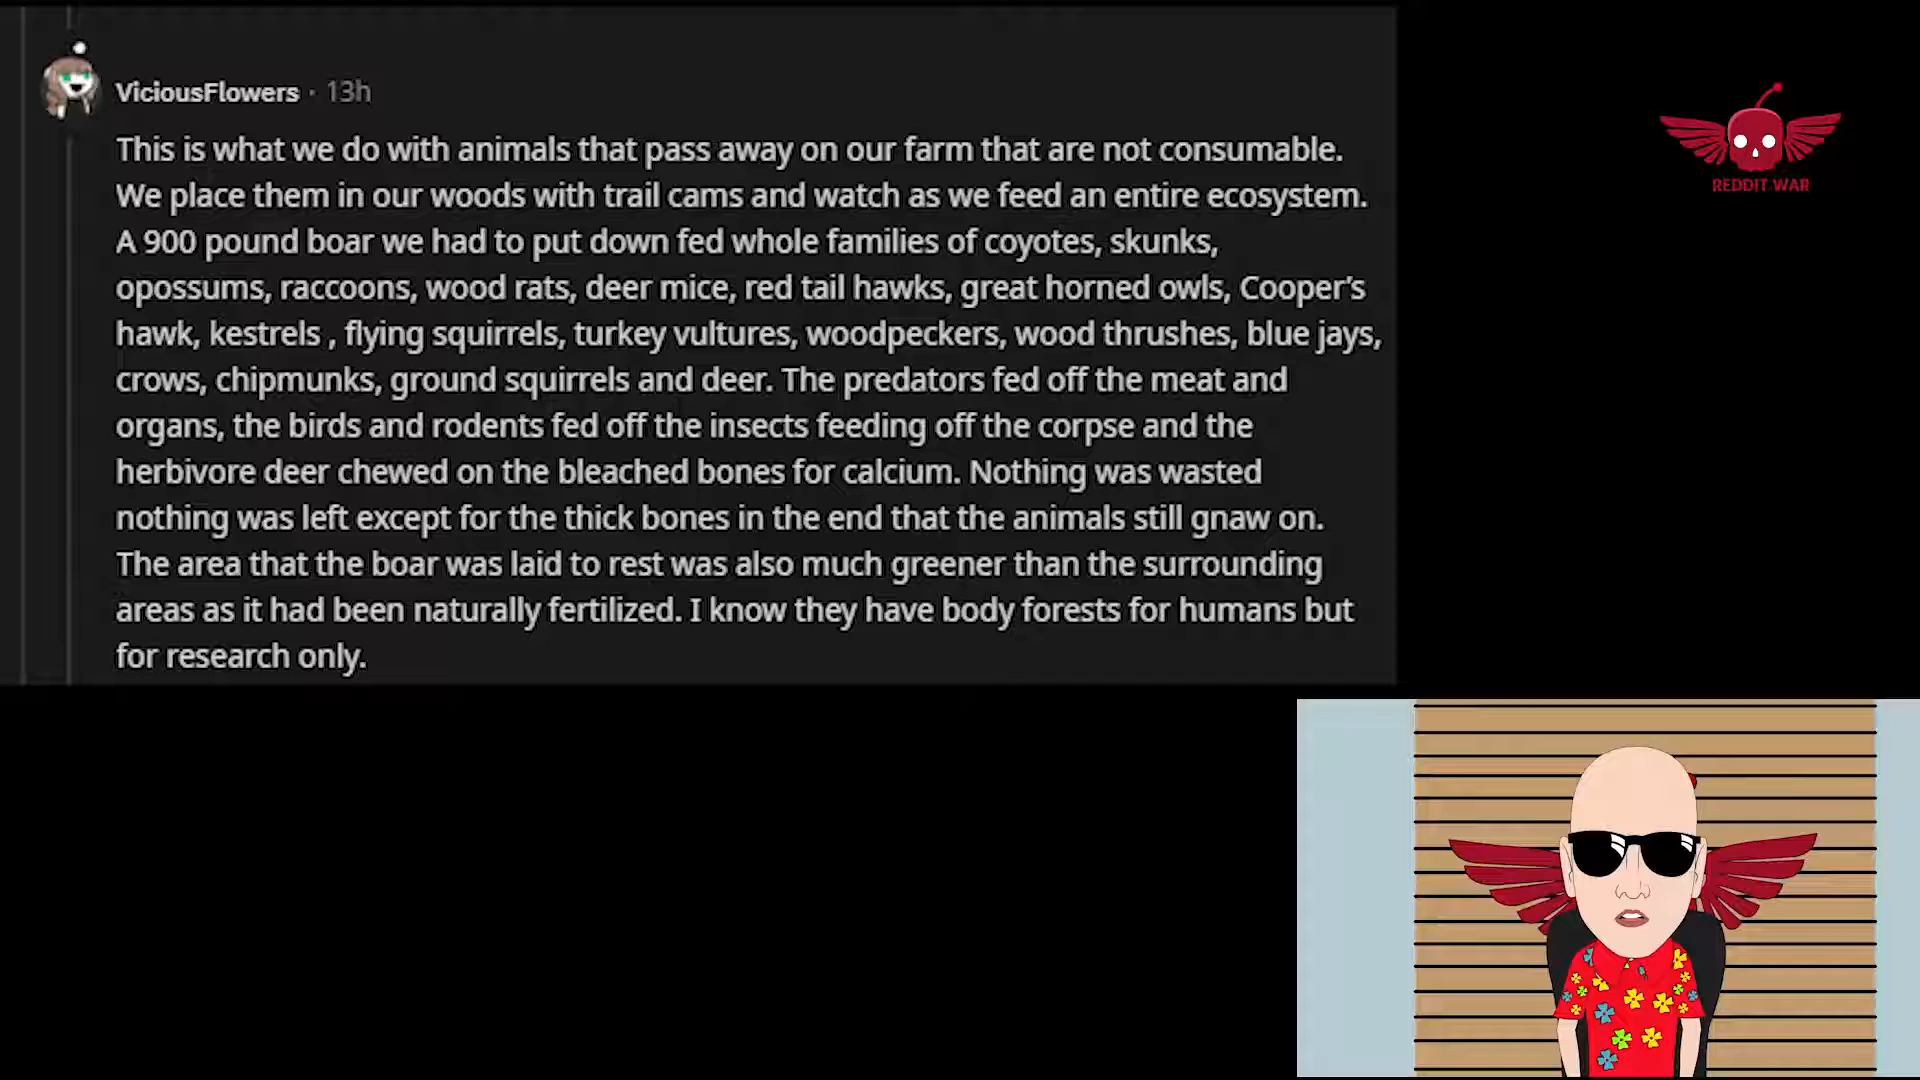 ViciousFlowers · 13h
This is what we do with animals that pass away on our farm that are not consumable.
We place them in our woods with trail cams and watch as we feed an entire ecosystem.
A 900 pound boar we had to put down fed whole families of coyotes, skunks,
opossums, raccoons, wood rats, deer mice, red tail hawks, great horned owls, Cooper's
hawk, kestrels , flying squirrels, turkey vultures, woodpeckers, wood thrushes, blue jays,
crows, chipmunks, ground squirrels and deer. The predators fed off the meat and
organs, the birds and rodents fed off the insects feeding off the corpse and the
herbivore deer chewed on the bleached bones for calcium. Nothing was wasted
nothing was left except for the thick bones in the end that the animals still gnaw on.
The area that the boar was laid to rest was also much greener than the surrounding
areas as it had been naturally fertilized. I know they have body forests for humans but
for research only.
REDDIT WAR